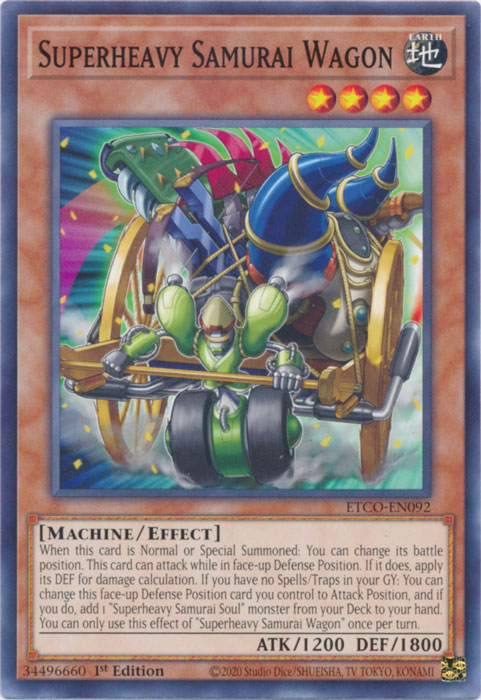 SUPERHEAVY SAMURAI WAGON
EARTH
地
ETCO-EN092
[MACHINE/EFFECT]
When this card is Normal or Special Summoned: You can change its battle
position. This card can attack while in face-up Defense Position. If it does, apply
its DEF for damage calculation. If you have no Spells/Traps in your GY: You can
change this face-up Defense Position card you control to Attack Position, and if
you do, add 1 "Superheavy Samurai Soul" monster from your Deck to your hand.
You can only use this effect of "Superheavy Samurai Wagon" once per turn.
ATK/1200 DEF/1800
34496660 1st Edition ©2020 Studio Dice/SHUEISHA, TV TOKYO, KONAMI